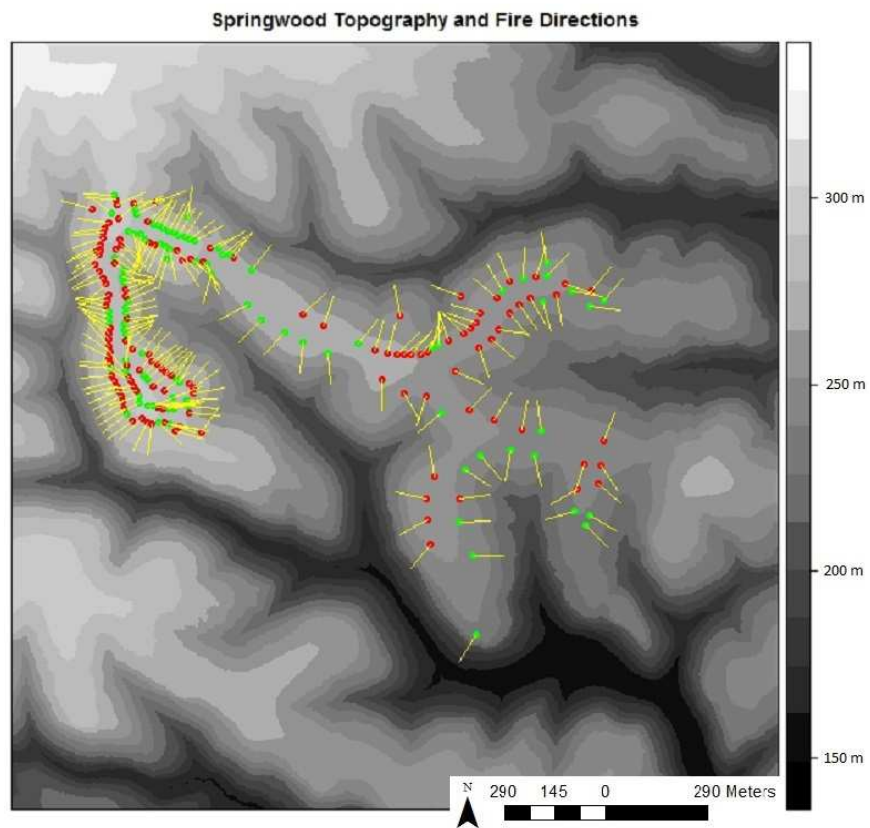 Springwood Topography and Fire Directions
300 m
250 m
200 m
150 m
N
290 145 0 290 Meters